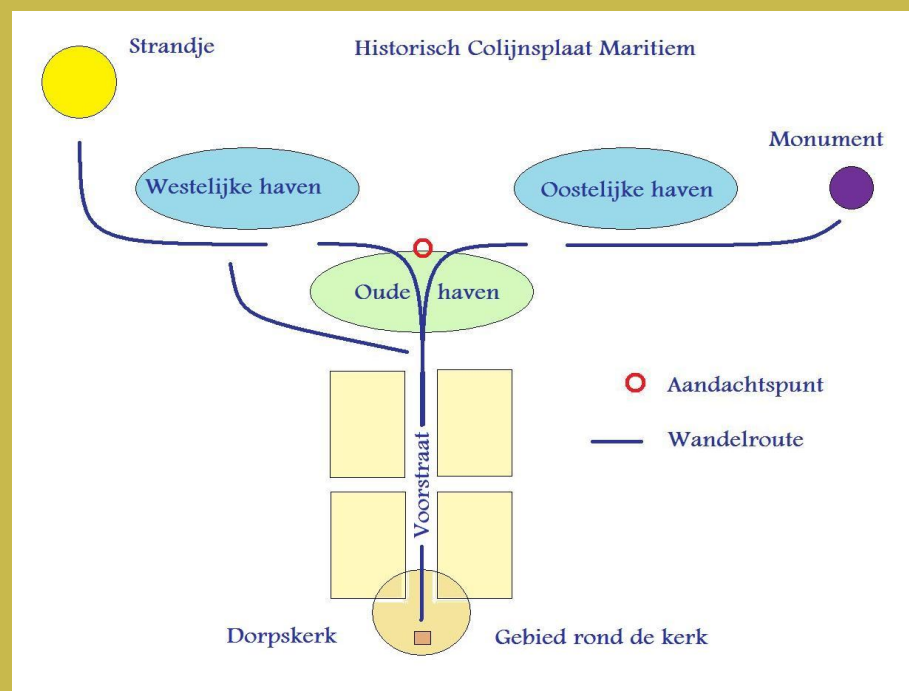 Strandje
Historisch Colijnsplaat Maritiem
Monument
Westelijke haven
Oostelijke haven
Oude haven
Aandachtspunt
Wandelroute
Voorstraat
Dorpskerk
Gebied rond de kerk